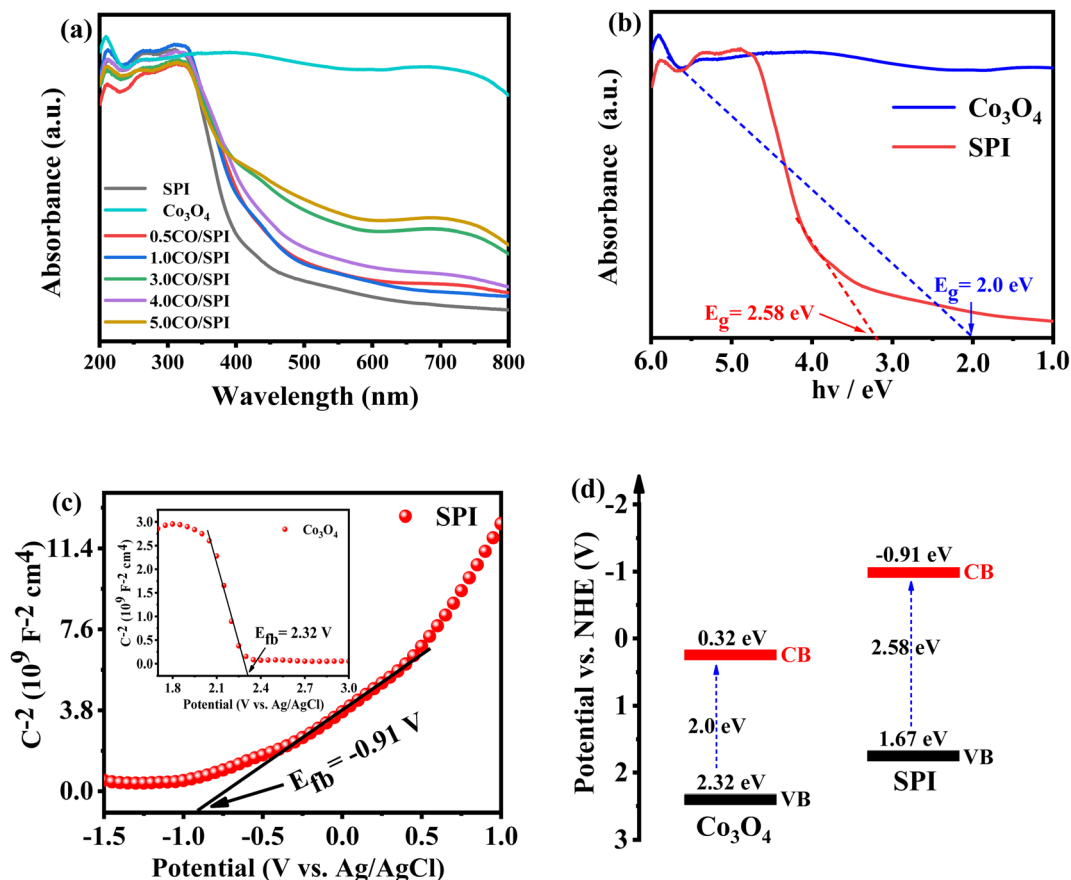 (a)
Absorbance (a.u.)
SPI
Co3O4
0.5CO/SPI
1.0CO/SPI
3.0CO/SPI
4.0CO/SPI
5.0CO/SPI
200 300 400 500 600 700 800
Wavelength (nm)
(b)
Absorbance (a.u.)
Co3O4
SPI
Eg= 2.0 eV
Eg= 2.58 eV
6.0 5.0 4.0 3.0 2.0 1.0
hv / eV
(c)
C-2 (109 F-2 cm4)
11.4
7.6
3.8
0.0
SPI
C-2 (109 F-2 cm4)
3.0
2.5
2.0
1.5
1.0
0.5
0.0
Co3O4
Efb= 2.32 V
1.8 2.1 2.4 2.7 3.0
Potential (V vs. Ag/AgCl)
Efb= -0.91 V
-1.5 -1.0 -0.5 0.0 0.5 1.0
Potential (V vs. Ag/AgCl)
(d)
Potential vs. NHE (V)
-2
-1
0
1
2
3
-0.91 eV
CB
0.32 eV
CB
2.58 eV
2.0 eV
1.67 eV
VB
SPI
2.32 eV
VB
Co3O4